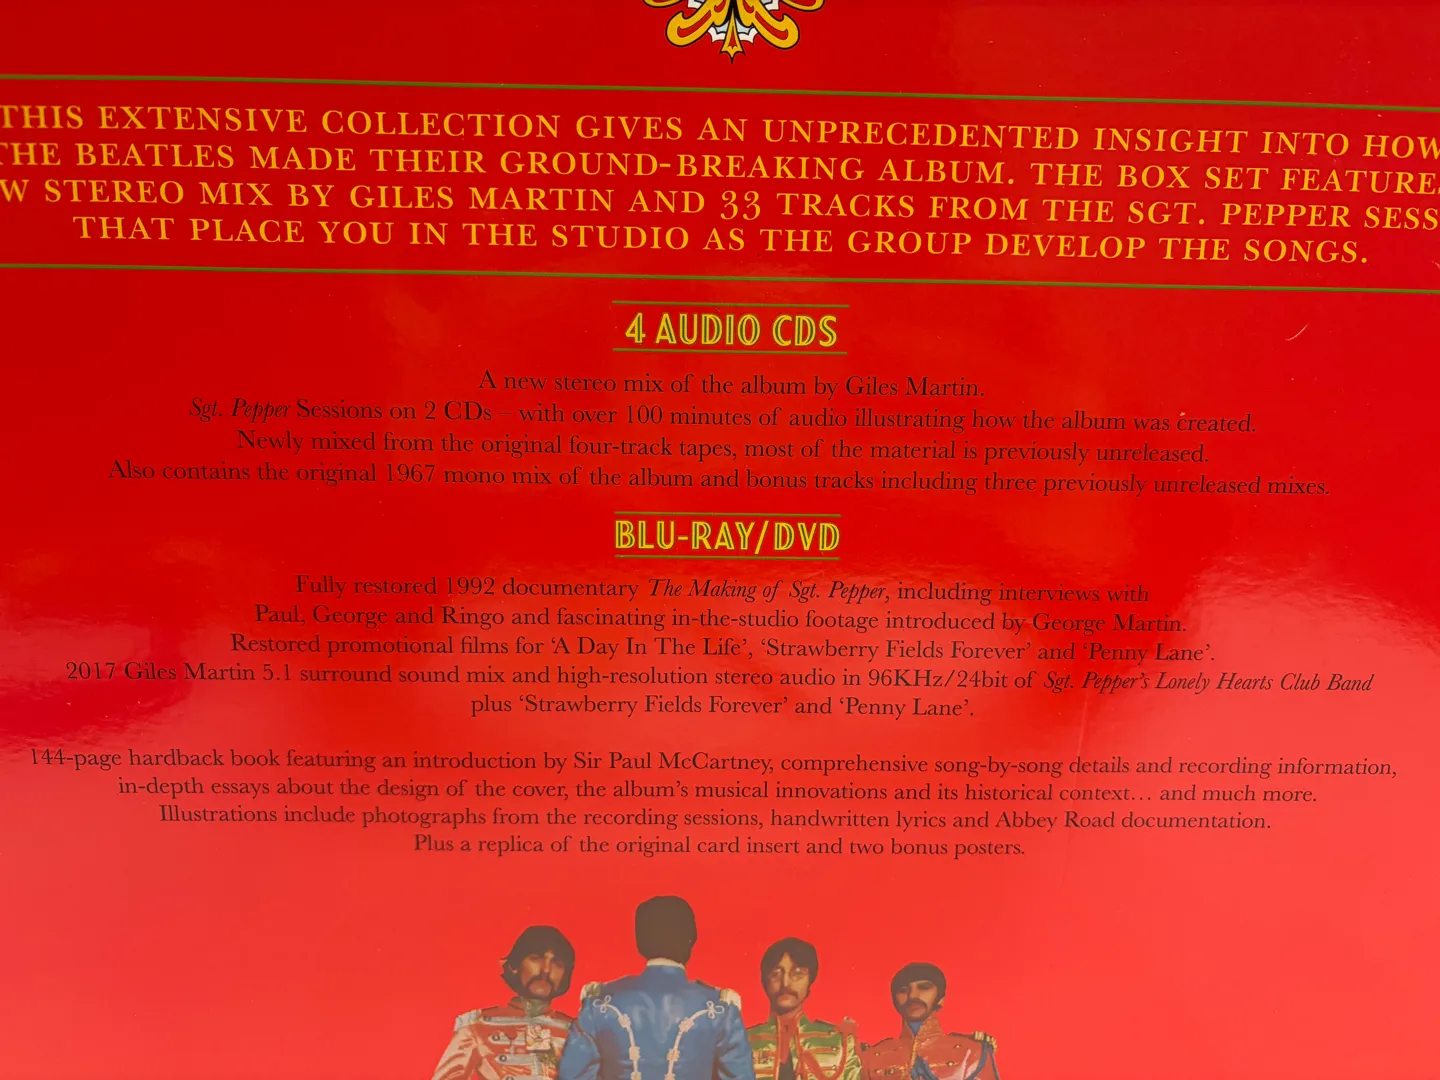 THIS EXTENSIVE COLLECTION GIVES AN UNPRECEDENTED INSIGHT INTO HOW
THE BEATLES MADE THEIR GROUND-BREAKING ALBUM. THE BOX SET FEATURES
W STEREO MIX BY GILES MARTIN AND 33 TRACKS FROM THE SGT. PEPPER SESS
THAT PLACE YOU IN THE STUDIO AS THE GROUP DEVELOP THE SONGS.
4 AUDIO CDS
A new stereo mix of the album by Giles Martin.
Sgt. Pepper Sessions on 2 CDs – with over 100 minutes of audio illustrating how the album was created.
Newly mixed from the original four-track tapes, most of the material is previously unreleased.
Also contains the original 1967 mono mix of the album and bonus tracks including three previously unreleased mixes.
BLU-RAY/DVD
Fully restored 1992 documentary The Making of Sgt. Pepper, including interviews with
Paul, George and Ringo and fascinating in-the-studio footage introduced by George Martin.
Restored promotional films for ‘A Day In The Life’, ‘Strawberry Fields Forever’ and ‘Penny Lane’.
2017 Giles Martin 5.1 surround sound mix and high-resolution stereo audio in 96KHz/24bit of Sgt. Pepper’s Lonely Hearts Club Band
plus ‘Strawberry Fields Forever’ and ‘Penny Lane’.
144-page hardback book featuring an introduction by Sir Paul McCartney, comprehensive song-by-song details and recording information,
in-depth essays about the design of the cover, the album’s musical innovations and its historical context… and much more.
Illustrations include photographs from the recording sessions, handwritten lyrics and Abbey Road documentation.
Plus a replica of the original card insert and two bonus posters.